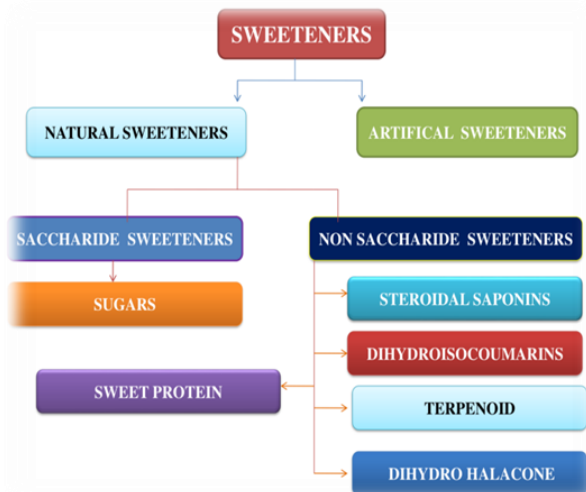 SWEETENERS
NATURAL SWEETENERS
ARTIFICAL SWEETENERS
SACCHARIDE SWEETENERS
NON SACCHARIDE SWEETENERS
SUGARS
STEROIDAL SAPONINS
DIHYDROISOCOUMARINS
SWEET PROTEIN
TERPENOID
DIHYDRO HALACONE